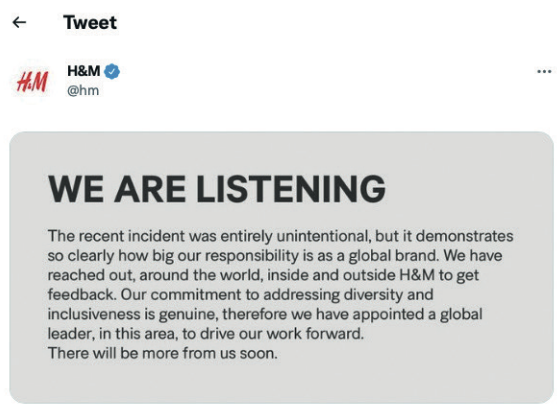 ← Tweet
H&M
H&M
@hm
...
WE ARE LISTENING
The recent incident was entirely unintentional, but it demonstrates
so clearly how big our responsibility is as a global brand. We have
reached out, around the world, inside and outside H&M to get
feedback. Our commitment to addressing diversity and
inclusiveness is genuine, therefore we have appointed a global
leader, in this area, to drive our work forward.
There will be more from us soon.